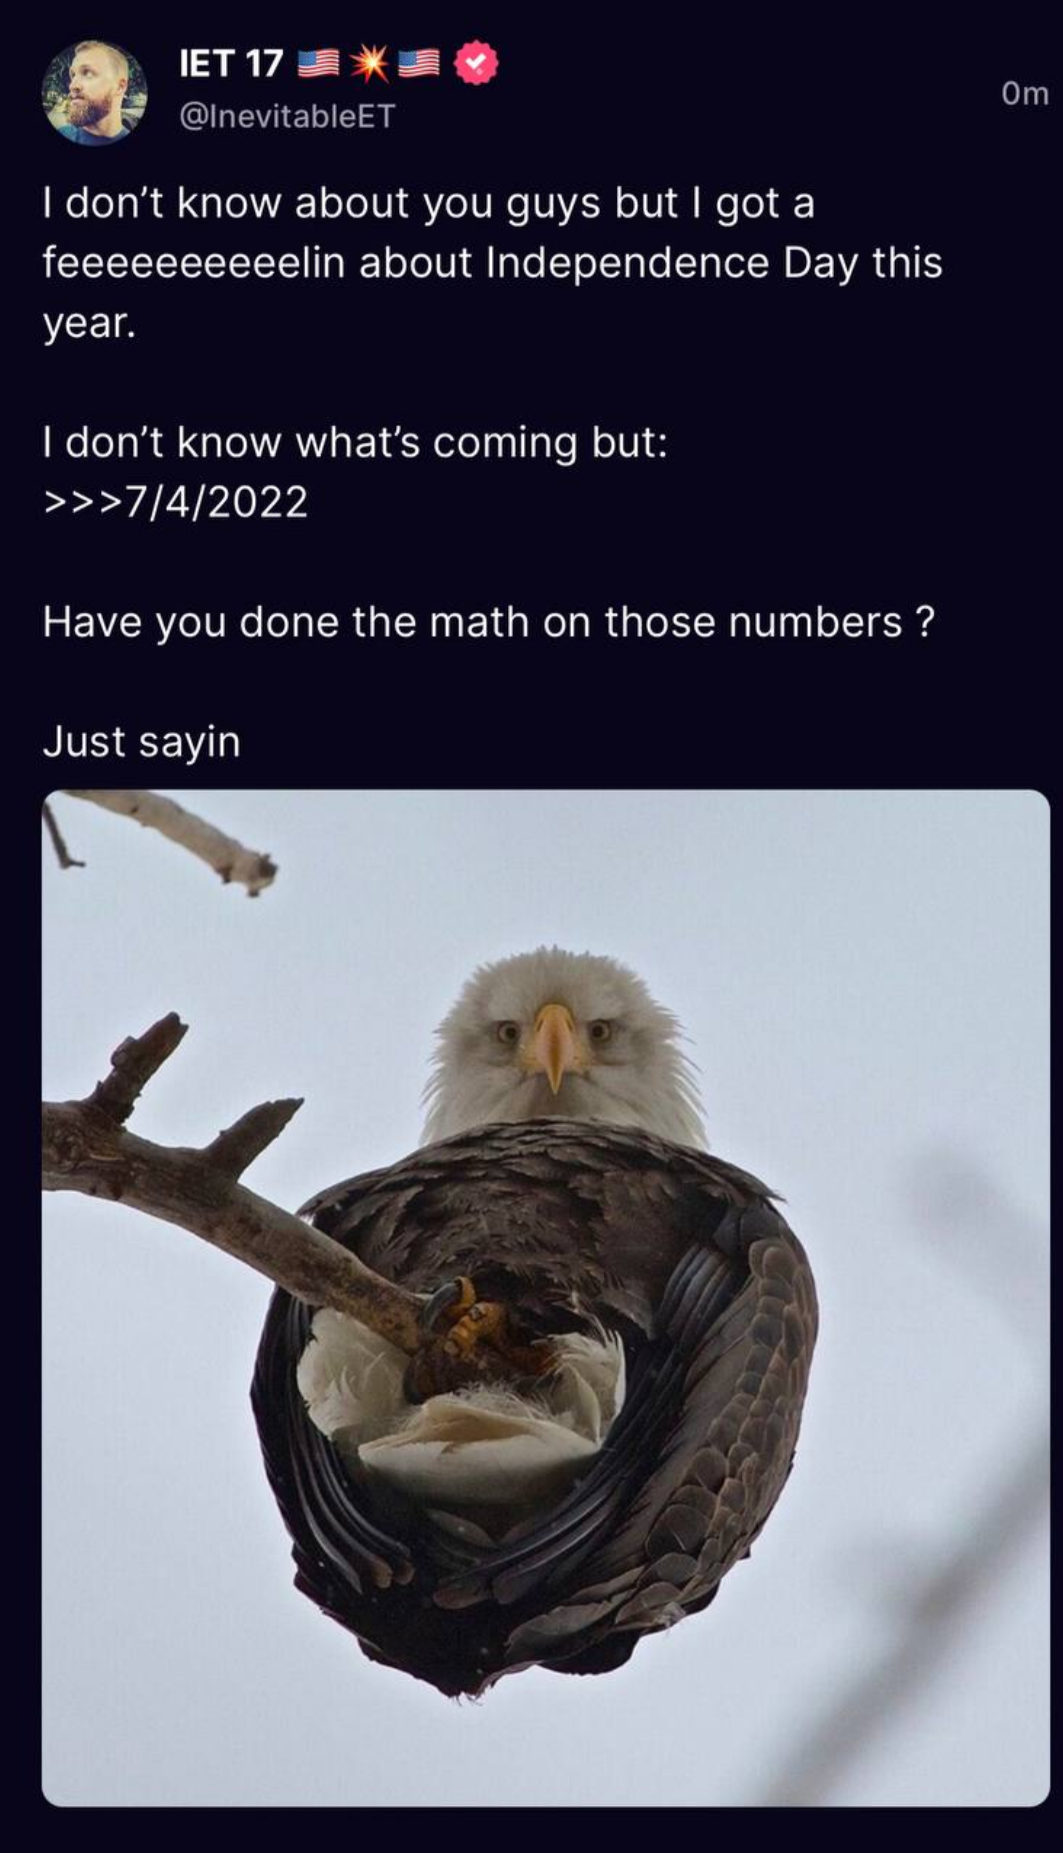 IET 17 🇺🇸💥🇺🇸
@InevitableET
0m
I don’t know about you guys but I got a
feeeeeeeeeelin about Independence Day this
year.
I don’t know what’s coming but:
>>>7/4/2022
Have you done the math on those numbers ?
Just sayin